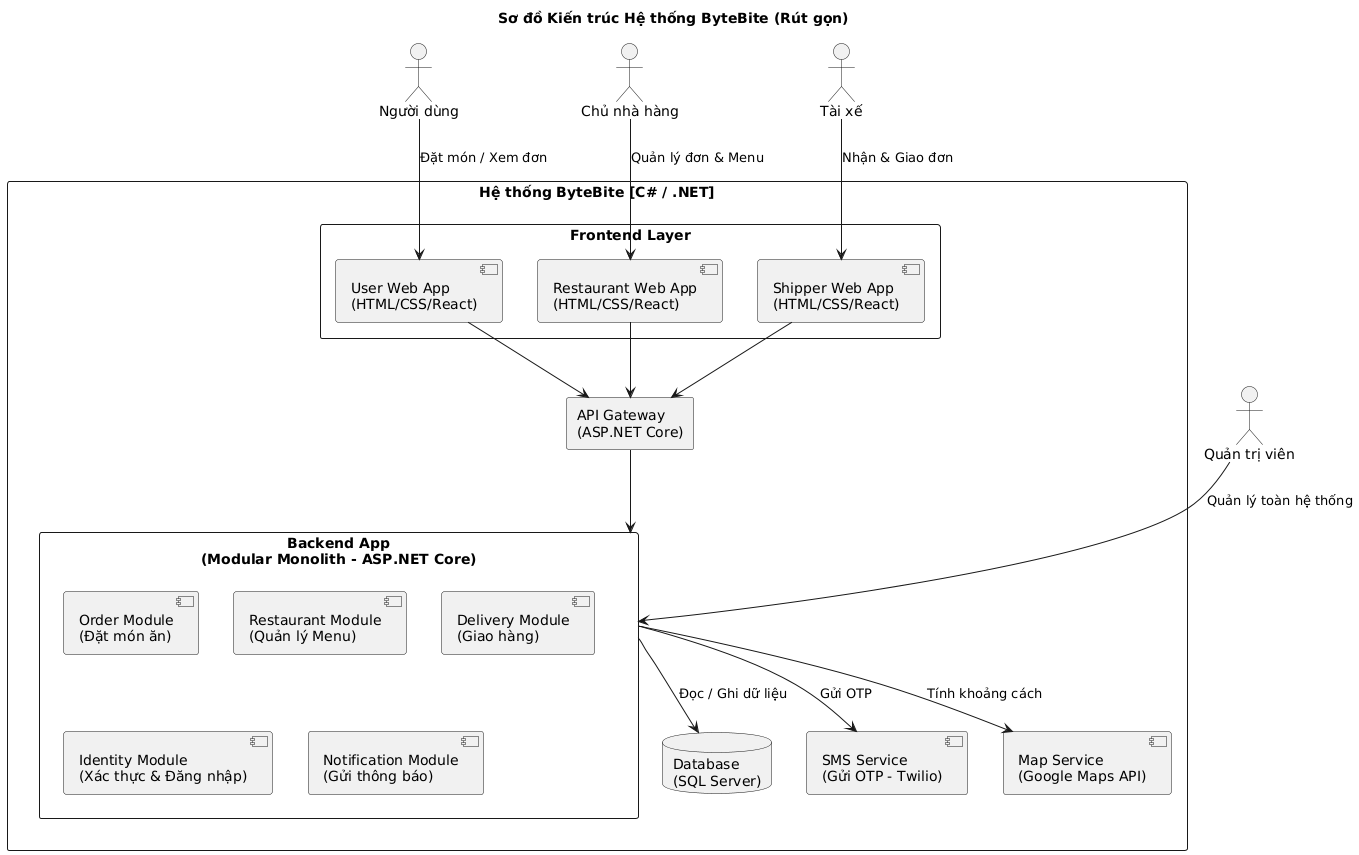 Sơ đồ Kiến trúc Hệ thống ByteBite (Rút gọn)
Người dùng
Chủ nhà hàng
Tài xế
Đặt món / Xem đơn
Quản lý đơn & Menu
Nhận & Giao đơn
Hệ thống ByteBite [C# / .NET]
Frontend Layer
User Web App
(HTML/CSS/React)
Restaurant Web App
(HTML/CSS/React)
Shipper Web App
(HTML/CSS/React)
API Gateway
(ASP.NET Core)
Quản trị viên
Quản lý toàn hệ thống
Backend App
(Modular Monolith - ASP.NET Core)
Order Module
(Đặt món ăn)
Restaurant Module
(Quản lý Menu)
Delivery Module
(Giao hàng)
Đọc / Ghi dữ liệu
Gửi OTP
Tính khoảng cách
Identity Module
(Xác thực & Đăng nhập)
Notification Module
(Gửi thông báo)
Database
(SQL Server)
SMS Service
(Gửi OTP - Twilio)
Map Service
(Google Maps API)